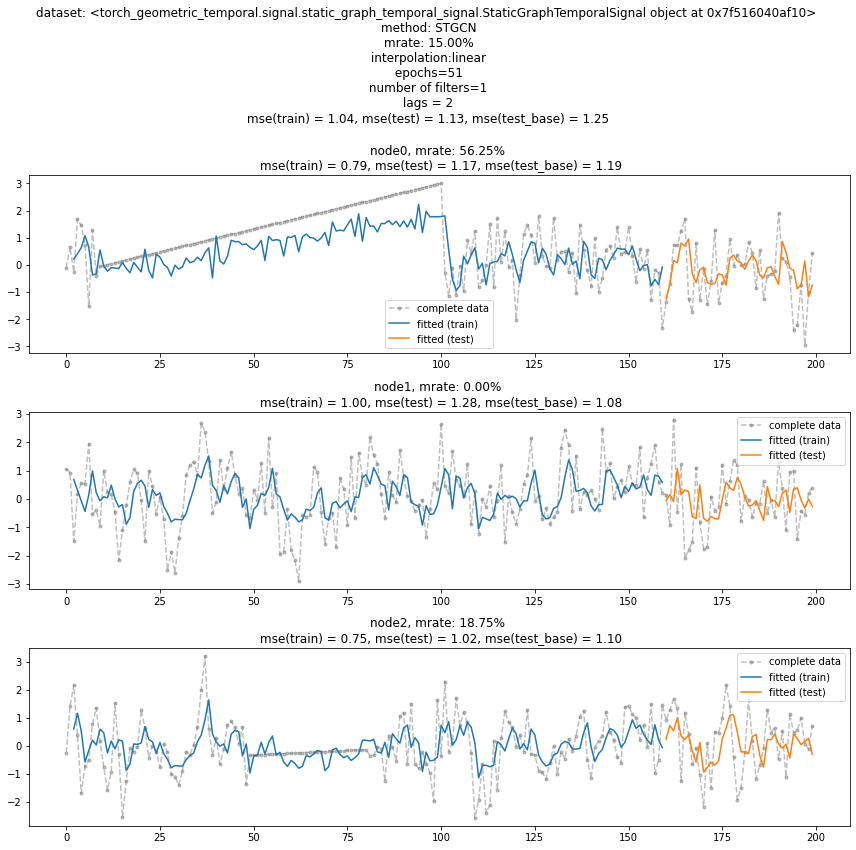 dataset: <torch_geometric_temporal.signal.static_graph_temporal_signal.StaticGraphTemporalSignal object at 0x7f516040af10>
method: STGCN
mrate: 15.00%
interpolation:linear
epochs=51
number of filters=1
lags = 2
mse(train) = 1.04, mse(test) = 1.13, mse(test_base) = 1.25
node0, mrate: 56.25%
mse(train) = 0.79, mse(test) = 1.17, mse(test_base) = 1.19
3
2
1
0
−1
−2
−3
complete data
fitted (train)
fitted (test)
0 25 50 75 100 125 150 175 200
node1, mrate: 0.00%
mse(train) = 1.00, mse(test) = 1.28, mse(test_base) = 1.08
3
2
1
0
−1
−2
−3
complete data
fitted (train)
fitted (test)
0 25 50 75 100 125 150 175 200
node2, mrate: 18.75%
mse(train) = 0.75, mse(test) = 1.02, mse(test_base) = 1.10
3
2
1
0
−1
−2
complete data
fitted (train)
fitted (test)
0 25 50 75 100 125 150 175 200